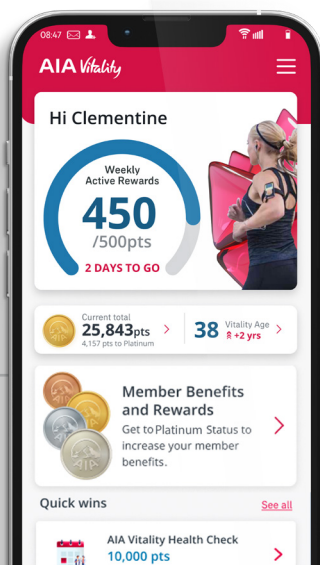 08:47
AIA Vitality
Hi Clementine
Weekly
Active Rewards
450
/500pts
2 DAYS TO GO
Current total
25,843pts
4,157 pts to Platinum
38
Vitality Age
+2 yrs
Member Benefits
and Rewards
Get to Platinum Status to
increase your member
benefits.
AIA
Quick wins
See all
AIA Vitality Health Check
10,000 pts